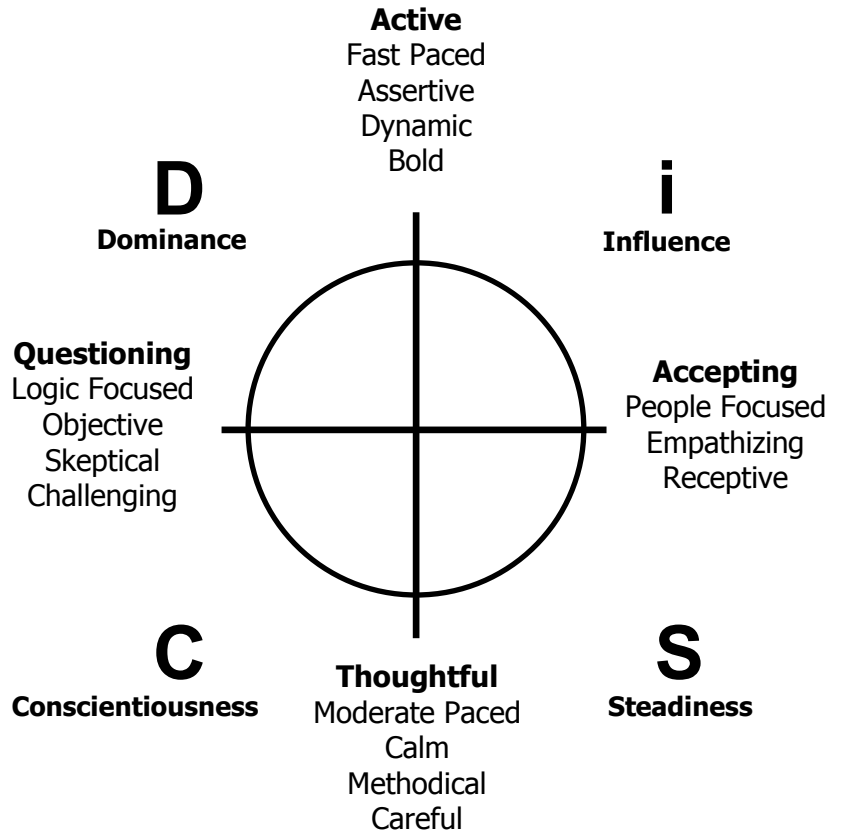 Active
Fast Paced
Assertive
Dynamic
Bold
D
Dominance
i
Influence
Questioning
Logic Focused
Objective
Skeptical
Challenging
Accepting
People Focused
Empathizing
Receptive
C
Conscientiousness
Thoughtful
Moderate Paced
Calm
Methodical
Careful
S
Steadiness